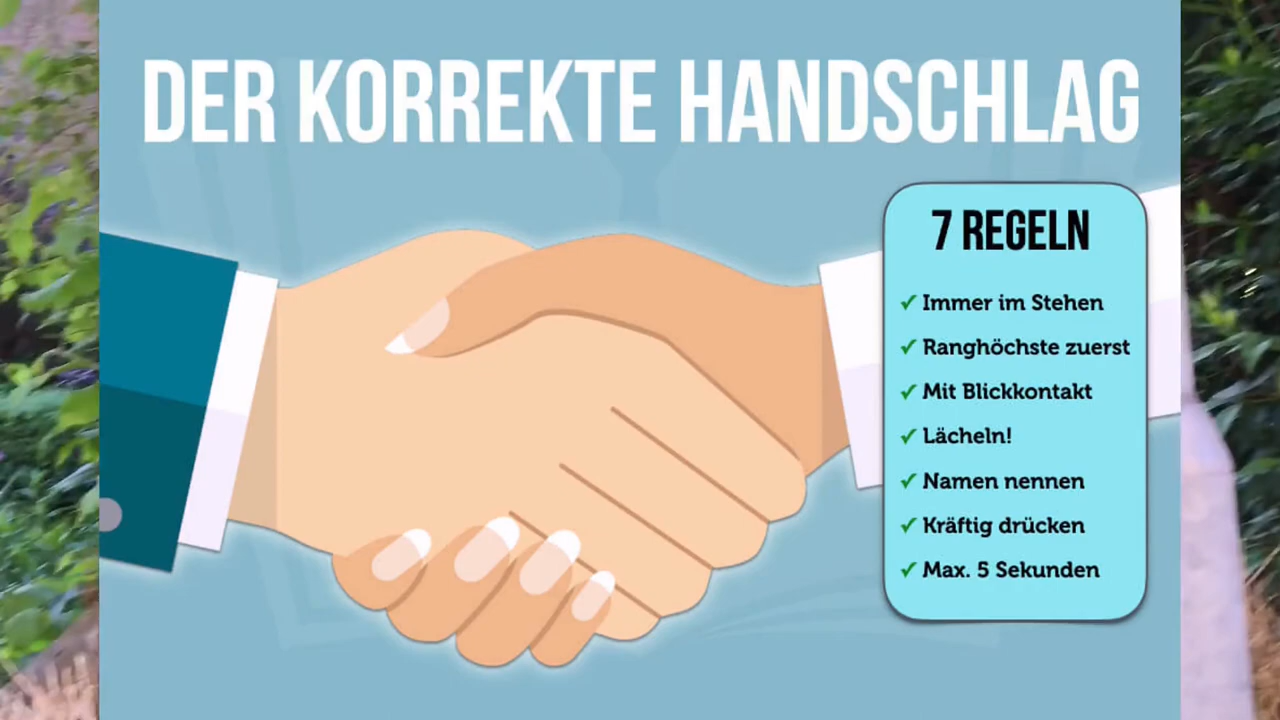 DER KORREKTE HANDSCHLAG
7 REGELN
✓ Immer im Stehen
✓ Ranghöchste zuerst
✓ Mit Blickkontakt
✓ Lächeln!
✓ Namen nennen
✓ Kräftig drücken
✓ Max. 5 Sekunden